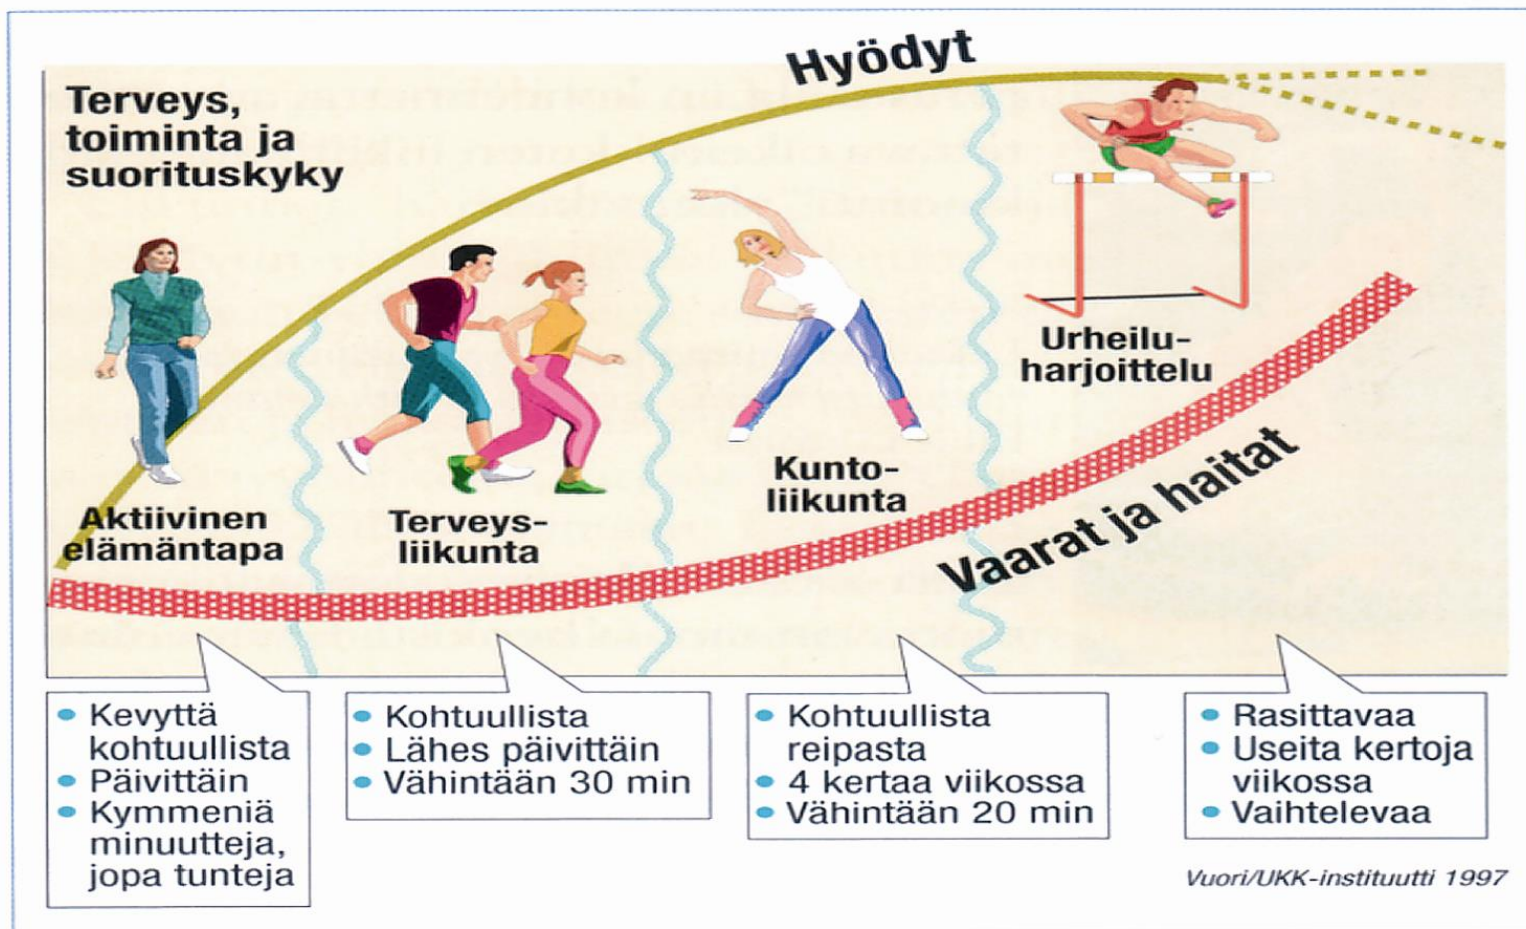 Hyödyt
Terveys,
toiminta ja
suorituskyky
Aktiivinen
elämäntapa
Terveys-
liikunta
Kunto-
liikunta
Urheilu-
harjoittelu
Vaarat ja haitat
• Kevyttä
kohtuullista
• Päivittäin
• Kymmeniä
minuutteja,
jopa tunteja
• Kohtuullista
• Lähes päivittäin
• Vähintään 30 min
• Kohtuullista
reipasta
• 4 kertaa viikossa
• Vähintään 20 min
• Rasittavaa
• Useita kertoja
viikossa
• Vaihtelevaa
Vuori/UKK-instituutti 1997